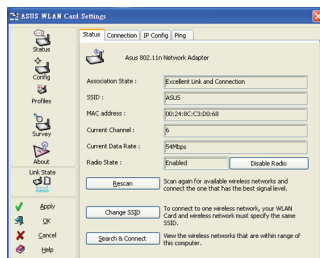 ASUS WLAN Card Settings
Status
Config
Profiles
Survey
About
Link State
Apply
OK
Cancel
Help
Status Connection IP Config Ping
Asus 802.11n Network Adapter
Association State : Excellent Link and Connection
SSID : ASUS
MAC address : 00:24:8C:C3:D0:68
Current Channel : 6
Current Data Rate : 54Mbps
Radio State : Enabled Disable Radio
Rescan Scan again for available wireless networks and
connect the one that has the best signal level.
Change SSID To connect to one wireless network, your WLAN
Card and wireless network must specify the same
SSID.
Search & Connect View the wireless networks that are within range of
this computer.